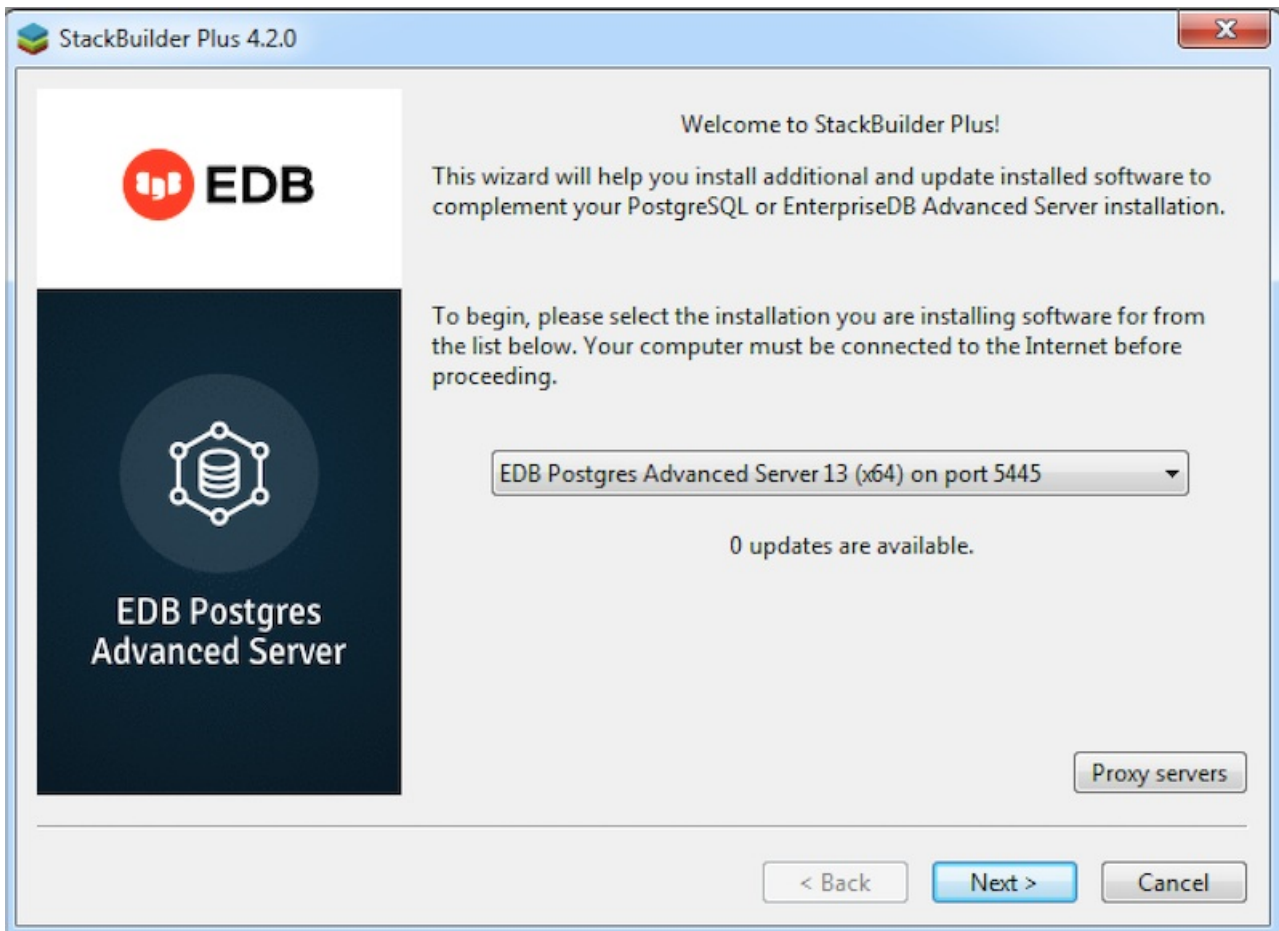 StackBuilder Plus 4.2.0
EDB
EDB Postgres
Advanced Server
Welcome to StackBuilder Plus!
This wizard will help you install additional and update installed software to
complement your PostgreSQL or EnterpriseDB Advanced Server installation.
To begin, please select the installation you are installing software for from
the list below. Your computer must be connected to the Internet before
proceeding.
EDB Postgres Advanced Server 13 (x64) on port 5445
0 updates are available.
Proxy servers
< Back
Next >
Cancel